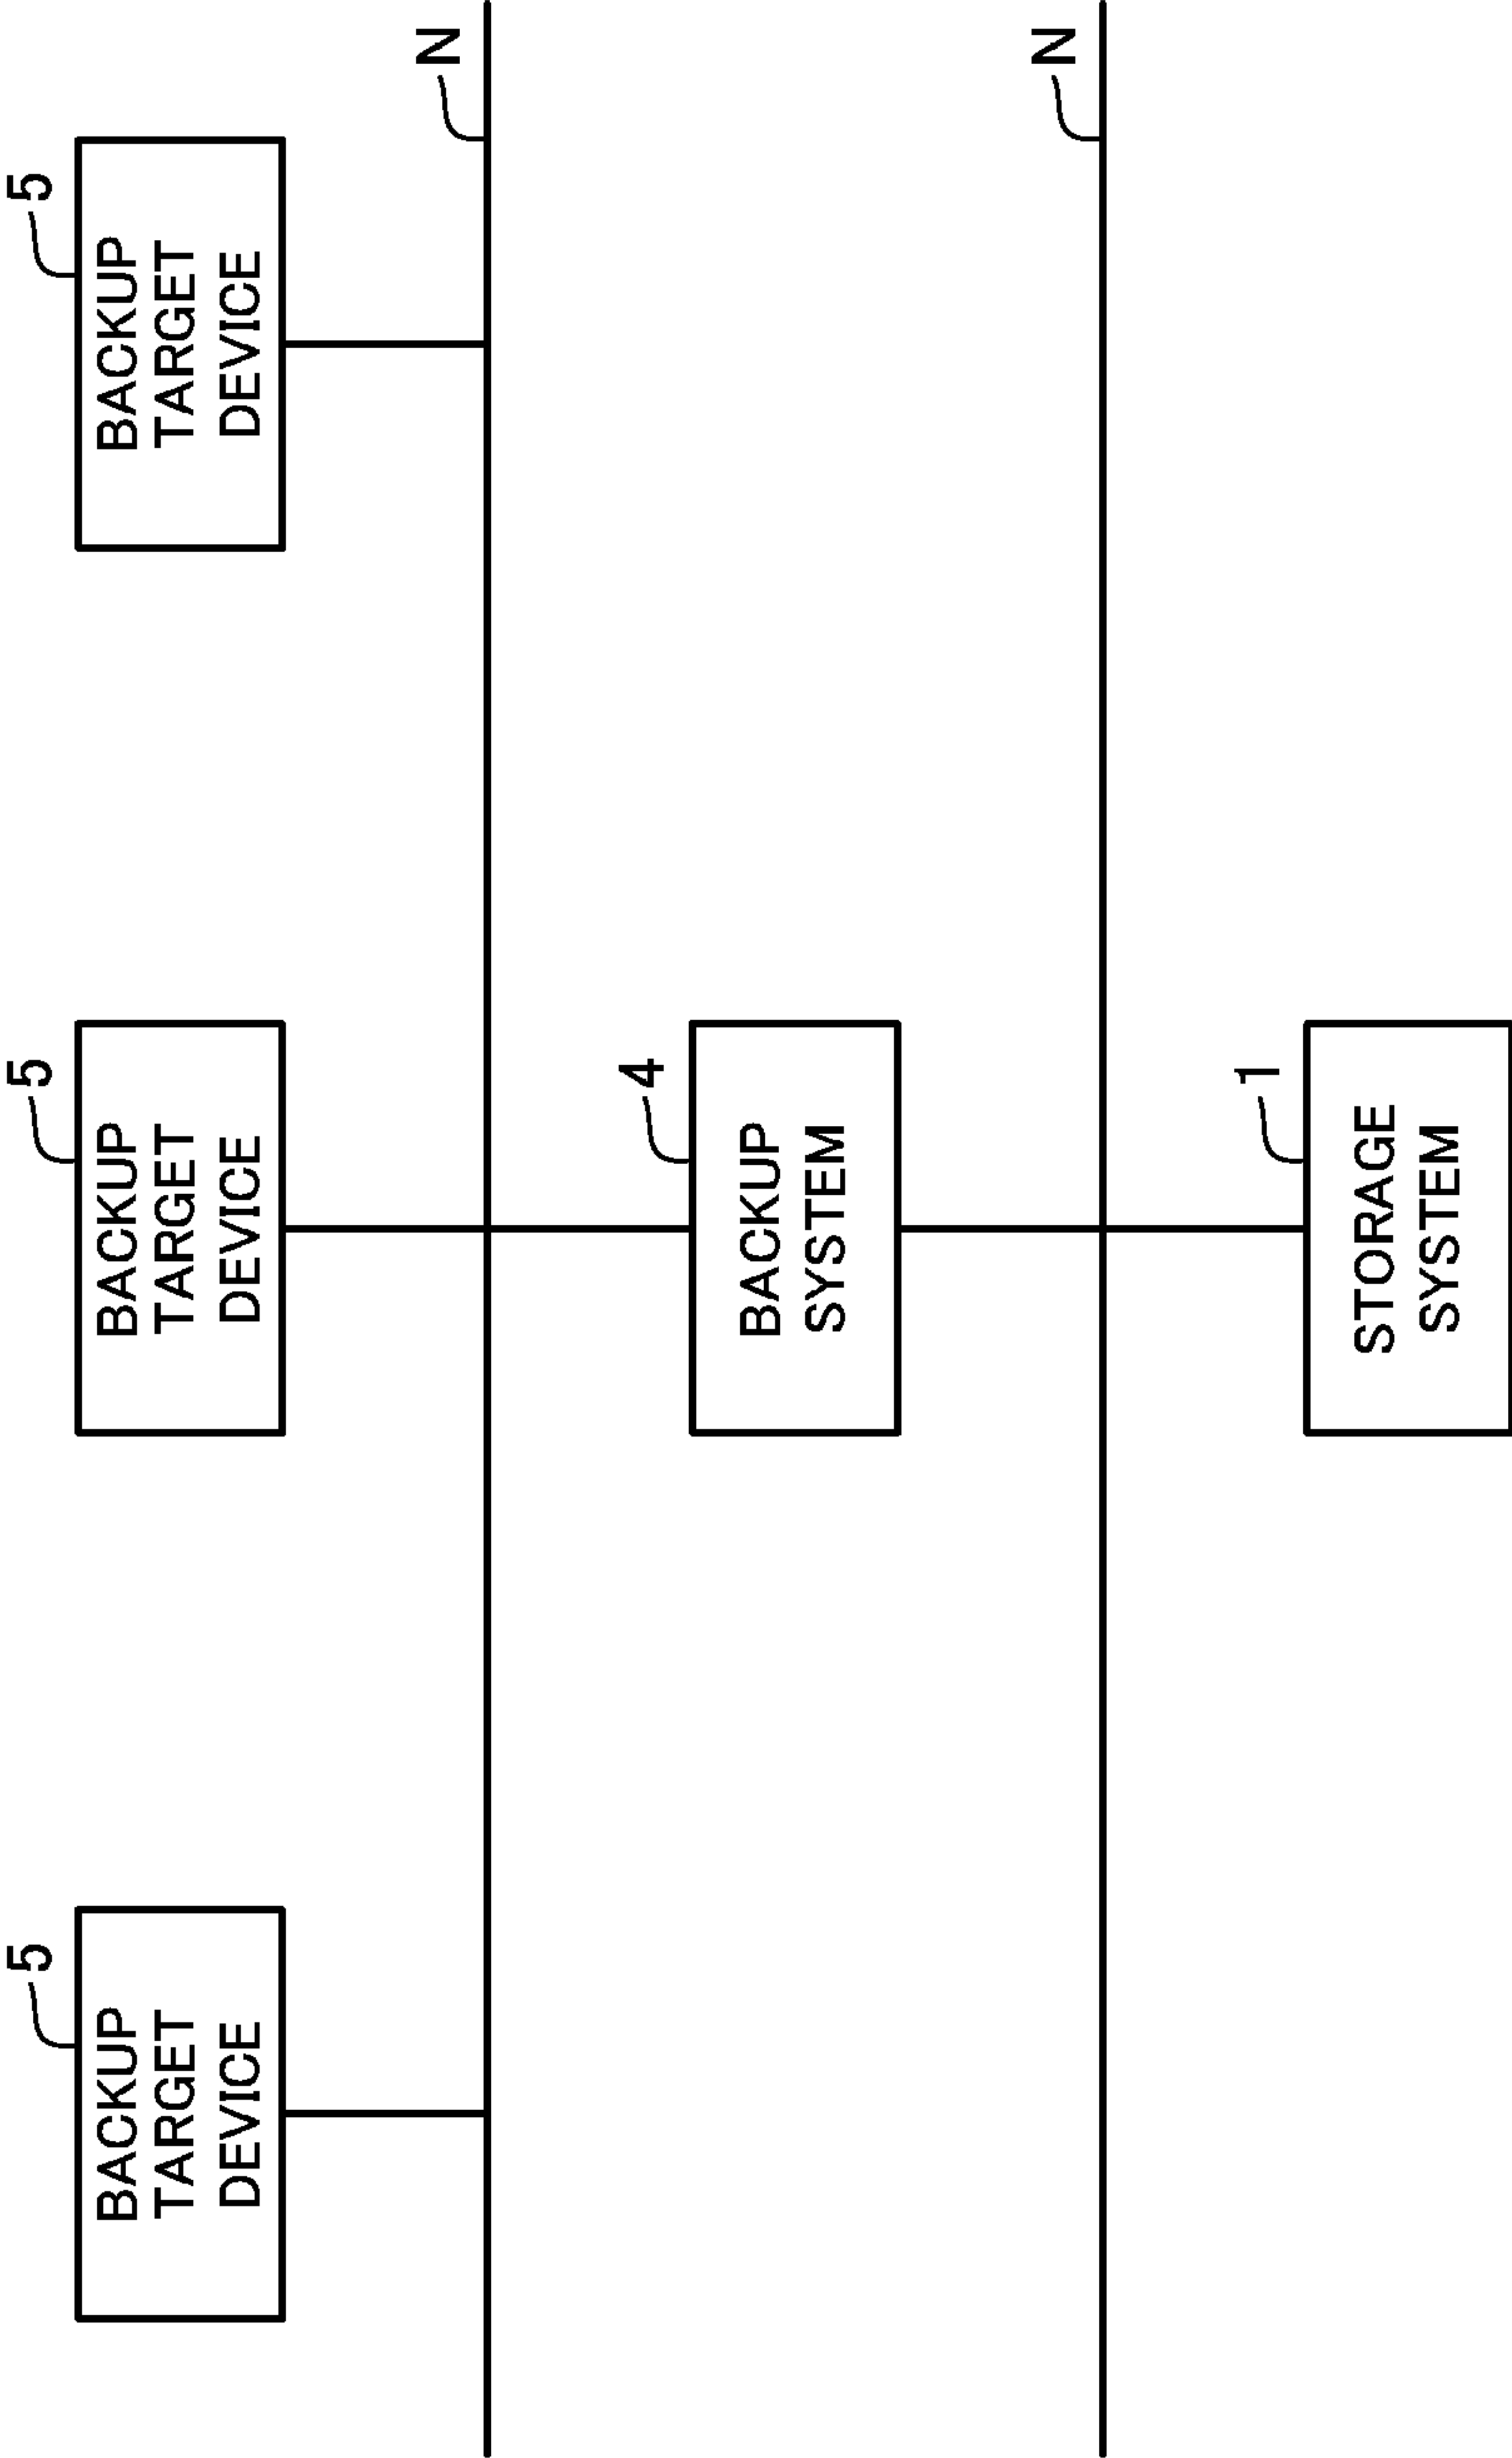 5
5
5
BACKUP
TARGET
DEVICE
BACKUP
TARGET
DEVICE
BACKUP
TARGET
DEVICE
N
4
BACKUP
SYSTEM
N
1
STORAGE
SYSTEM